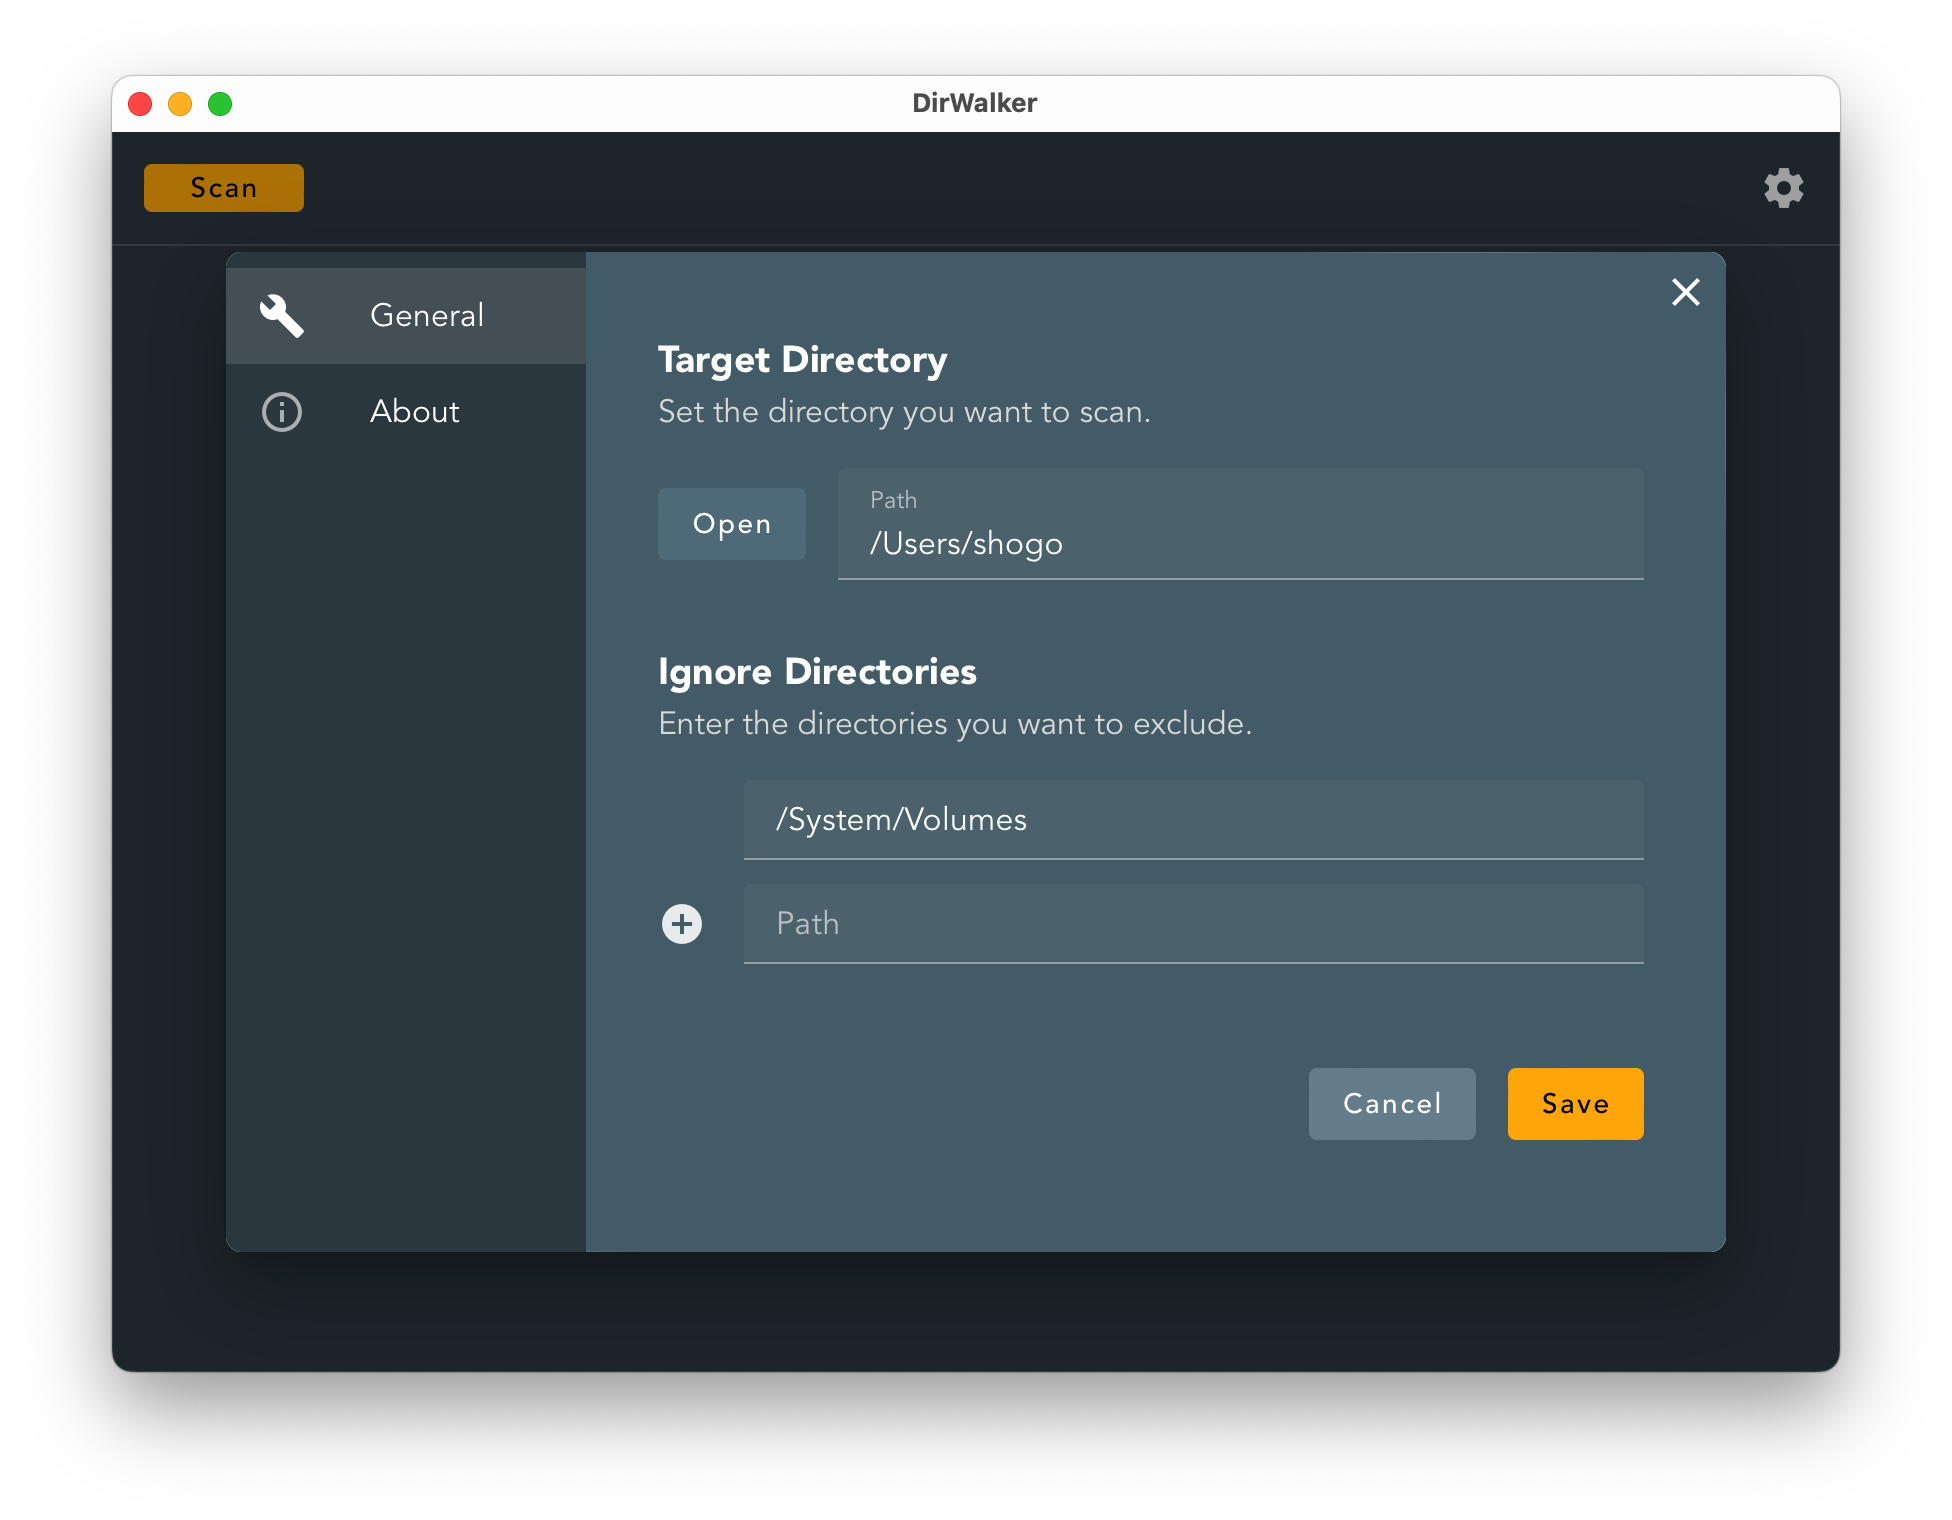 DirWalker
Scan
General
About
Target Directory
Set the directory you want to scan.
Open
Path
/Users/shogo
Ignore Directories
Enter the directories you want to exclude.
/System/Volumes
Path
Cancel
Save